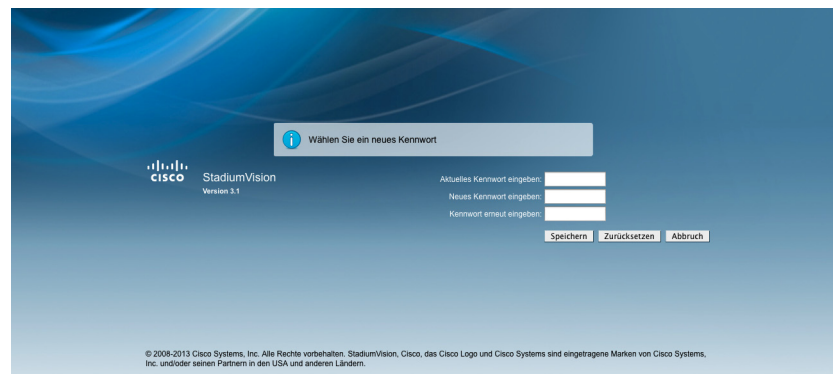 Wählen Sie ein neues Kennwort
CISCO
StadiumVision
Version 3.1
Aktuelles Kennwort eingeben:
Neues Kennwort eingeben:
Kennwort erneut eingeben:
Speichern Zurücksetzen Abbruch
© 2008-2013 Cisco Systems, Inc. Alle Rechte vorbehalten. StadiumVision, Cisco, das Cisco Logo und Cisco Systems sind eingetragene Marken von Cisco Systems,
Inc. und/oder seinen Partnern in den USA und anderen Ländern.